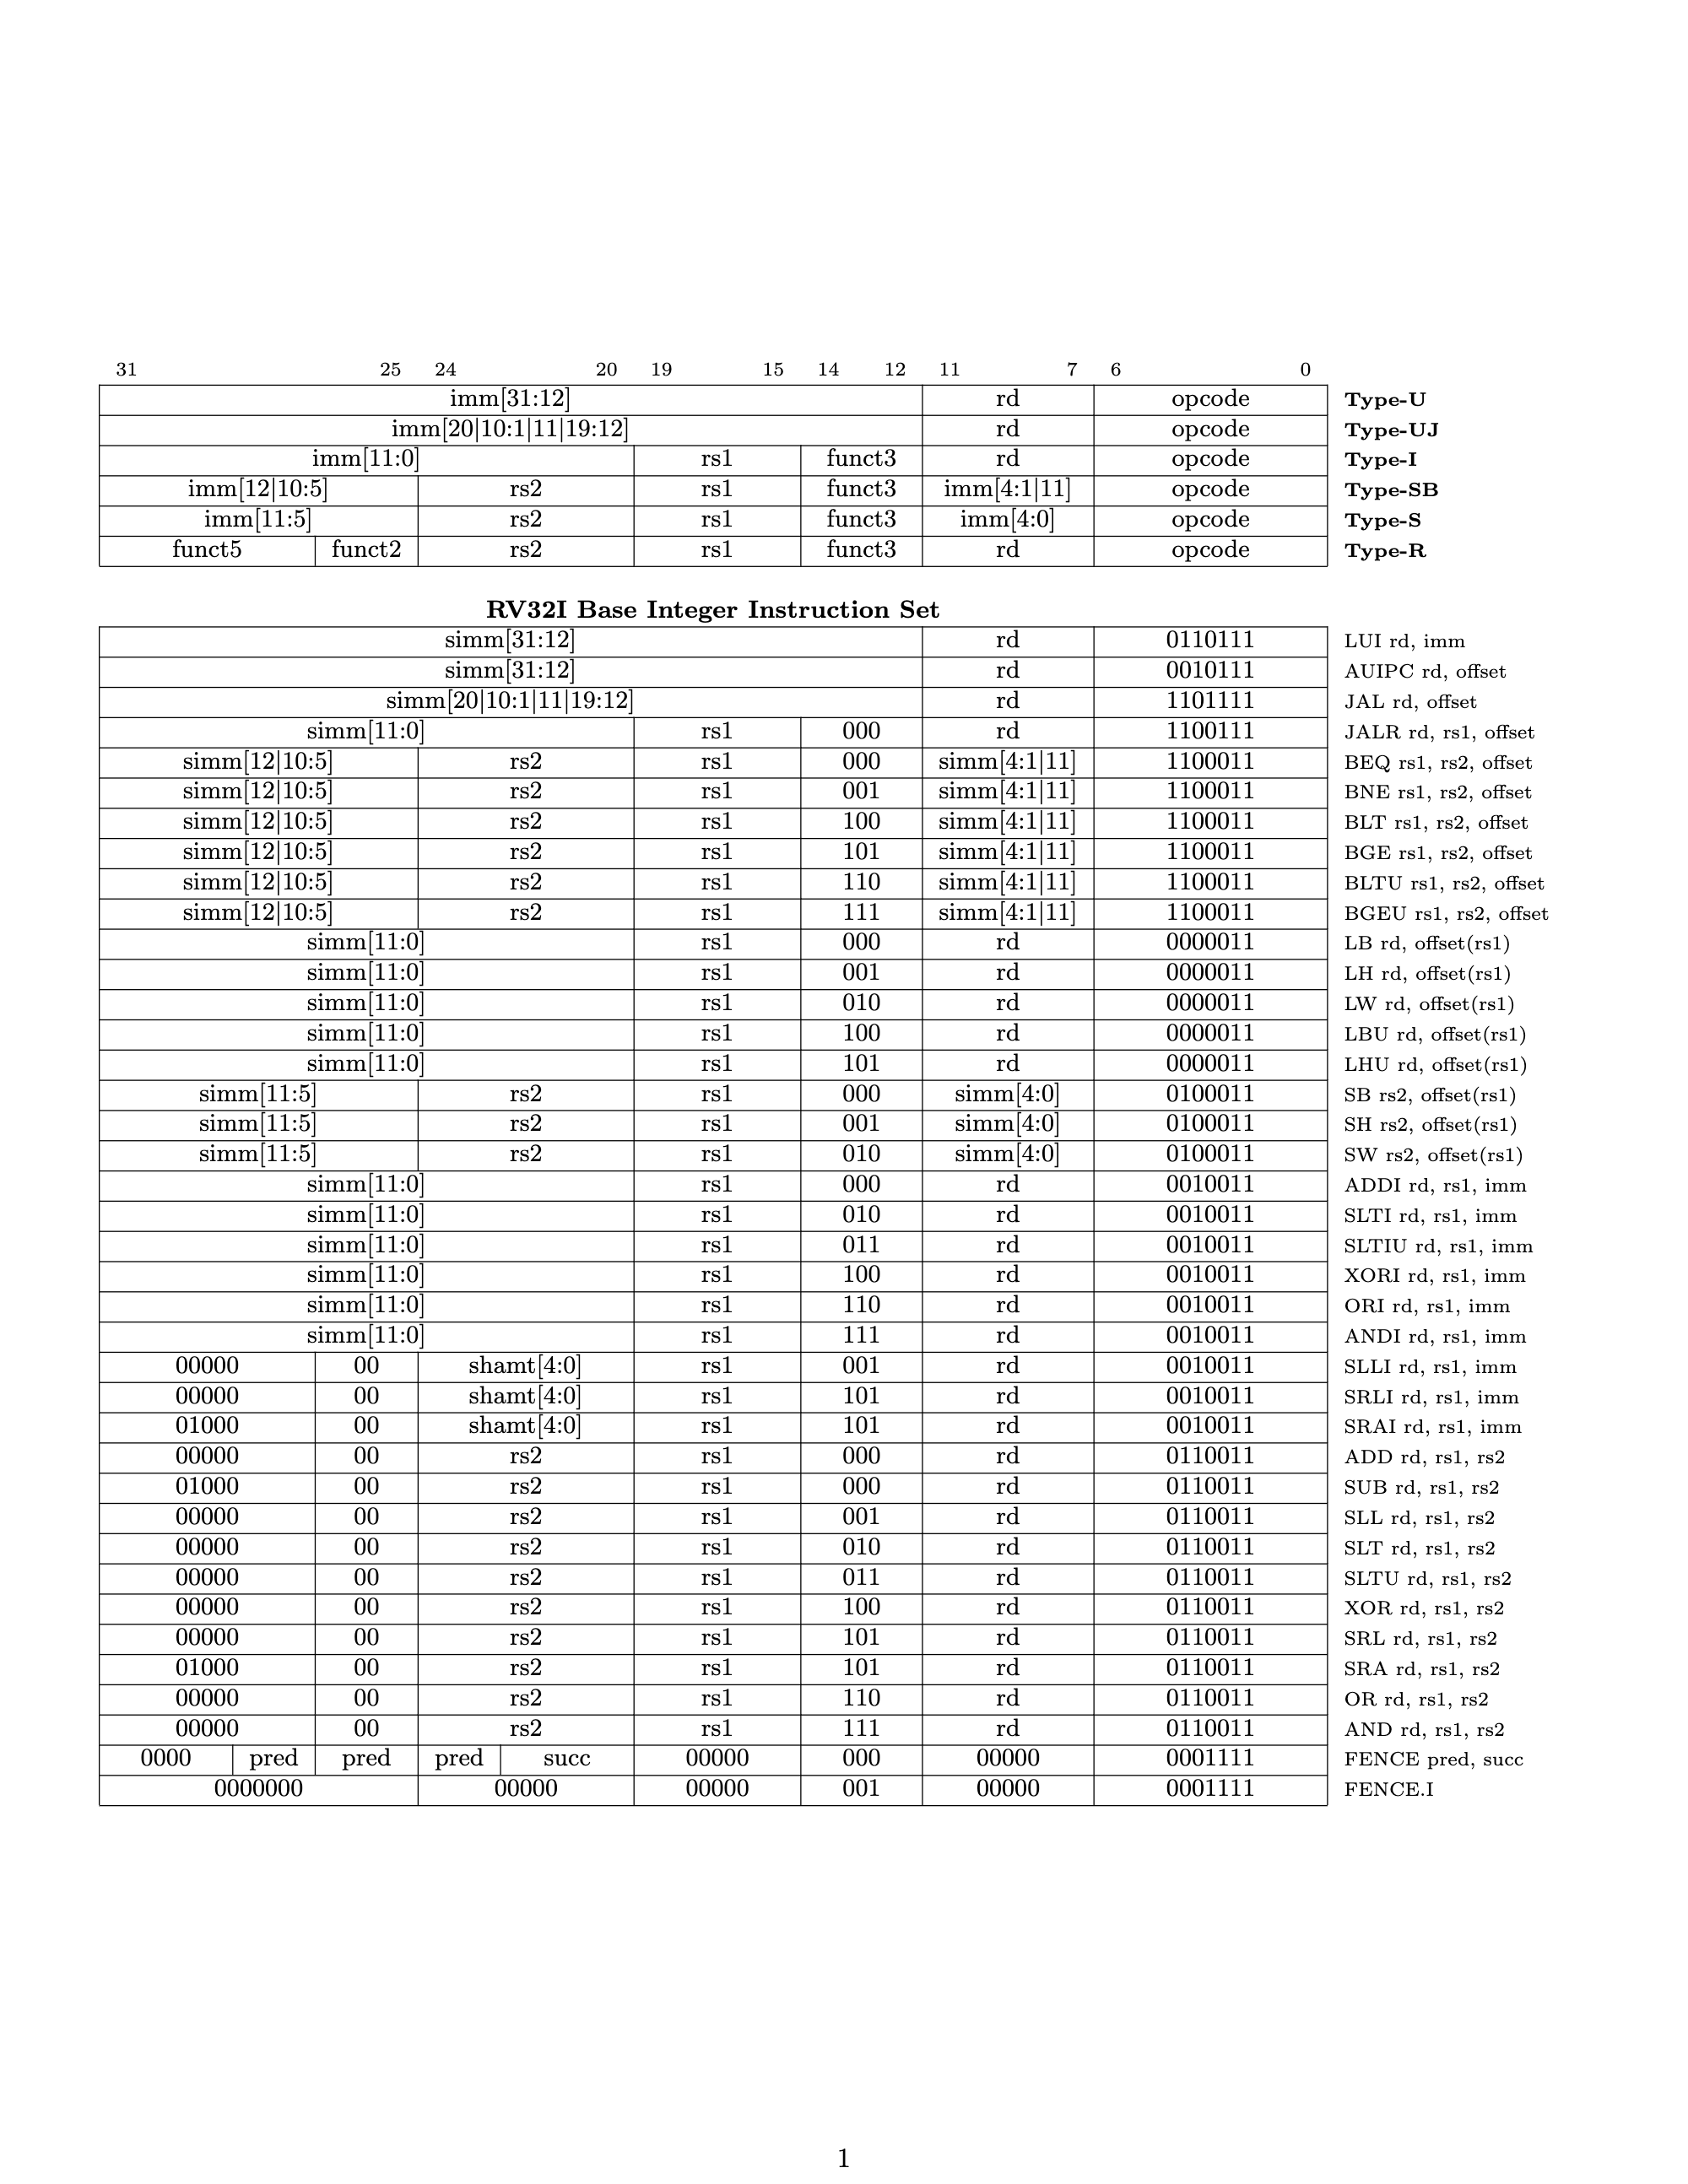 31 25 24 20 19 15 14 12 11 7 6 0
imm[31:12] rd opcode Type-U
imm[20|10:1|11|19:12] rd opcode Type-UJ
imm[11:0] rs1 funct3 rd opcode Type-I
imm[12|10:5] rs2 rs1 funct3 imm[4:1|11] opcode Type-SB
imm[11:5] rs2 rs1 funct3 imm[4:0] opcode Type-S
funct5 funct2 rs2 rs1 funct3 rd opcode Type-R
RV32I Base Integer Instruction Set
simm[31:12] rd 0110111 LUI rd, imm
simm[31:12] rd 0010111 AUIPC rd, offset
simm[20|10:1|11|19:12] rd 1101111 JAL rd, offset
simm[11:0] rs1 000 rd 1100111 JALR rd, rs1, offset
simm[12|10:5] rs2 rs1 000 simm[4:1|11] 1100011 BEQ rs1, rs2, offset
simm[12|10:5] rs2 rs1 001 simm[4:1|11] 1100011 BNE rs1, rs2, offset
simm[12|10:5] rs2 rs1 100 simm[4:1|11] 1100011 BLT rs1, rs2, offset
simm[12|10:5] rs2 rs1 101 simm[4:1|11] 1100011 BGE rs1, rs2, offset
simm[12|10:5] rs2 rs1 110 simm[4:1|11] 1100011 BLTU rs1, rs2, offset
simm[12|10:5] rs2 rs1 111 simm[4:1|11] 1100011 BGEU rs1, rs2, offset
simm[11:0] rs1 000 rd 0000011 LB rd, offset(rs1)
simm[11:0] rs1 001 rd 0000011 LH rd, offset(rs1)
simm[11:0] rs1 010 rd 0000011 LW rd, offset(rs1)
simm[11:0] rs1 100 rd 0000011 LBU rd, offset(rs1)
simm[11:0] rs1 101 rd 0000011 LHU rd, offset(rs1)
simm[11:5] rs2 rs1 000 simm[4:0] 0100011 SB rs2, offset(rs1)
simm[11:5] rs2 rs1 001 simm[4:0] 0100011 SH rs2, offset(rs1)
simm[11:5] rs2 rs1 010 simm[4:0] 0100011 SW rs2, offset(rs1)
simm[11:0] rs1 000 rd 0010011 ADDI rd, rs1, imm
simm[11:0] rs1 010 rd 0010011 SLTI rd, rs1, imm
simm[11:0] rs1 011 rd 0010011 SLTIU rd, rs1, imm
simm[11:0] rs1 100 rd 0010011 XORI rd, rs1, imm
simm[11:0] rs1 110 rd 0010011 ORI rd, rs1, imm
simm[11:0] rs1 111 rd 0010011 ANDI rd, rs1, imm
00000 00 shamt[4:0] rs1 001 rd 0010011 SLLI rd, rs1, imm
00000 00 shamt[4:0] rs1 101 rd 0010011 SRLI rd, rs1, imm
01000 00 shamt[4:0] rs1 101 rd 0010011 SRAI rd, rs1, imm
00000 00 rs2 rs1 000 rd 0110011 ADD rd, rs1, rs2
01000 00 rs2 rs1 000 rd 0110011 SUB rd, rs1, rs2
00000 00 rs2 rs1 001 rd 0110011 SLL rd, rs1, rs2
00000 00 rs2 rs1 010 rd 0110011 SLT rd, rs1, rs2
00000 00 rs2 rs1 011 rd 0110011 SLTU rd, rs1, rs2
00000 00 rs2 rs1 100 rd 0110011 XOR rd, rs1, rs2
00000 00 rs2 rs1 101 rd 0110011 SRL rd, rs1, rs2
01000 00 rs2 rs1 101 rd 0110011 SRA rd, rs1, rs2
00000 00 rs2 rs1 110 rd 0110011 OR rd, rs1, rs2
00000 00 rs2 rs1 111 rd 0110011 AND rd, rs1, rs2
0000 pred pred pred succ 00000 000 00000 0001111 FENCE pred, succ
0000000 00000 00000 001 00000 0001111 FENCE.I
1